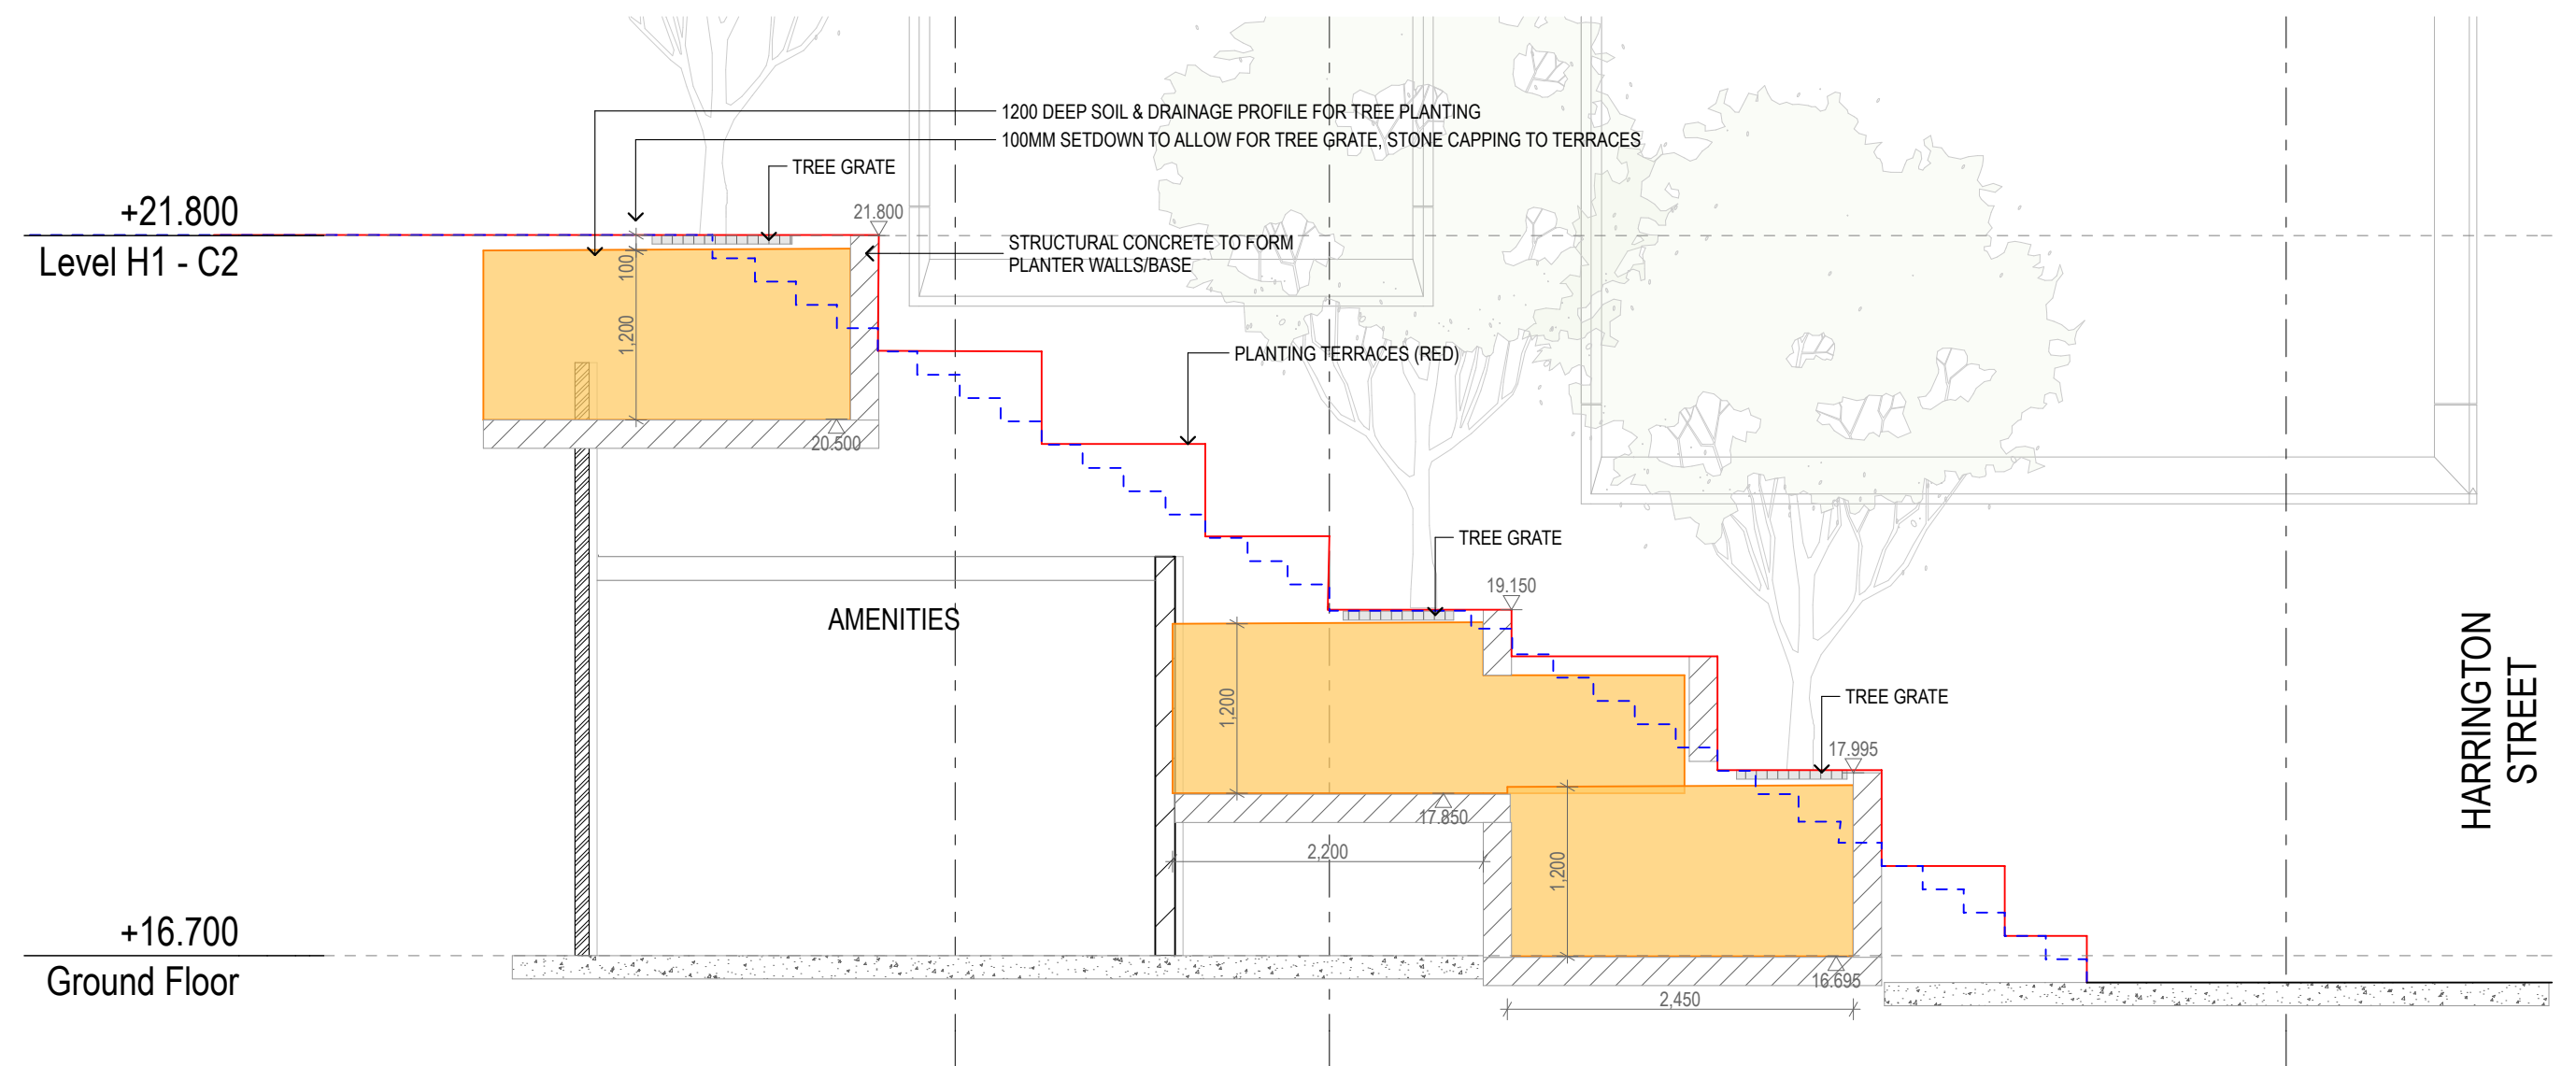 1200 DEEP SOIL & DRAINAGE PROFILE FOR TREE PLANTING
100MM SETDOWN TO ALLOW FOR TREE GRATE, STONE CAPPING TO TERRACES
TREE GRATE
+21.800
Level H1 - C2
21.800
STRUCTURAL CONCRETE TO FORM
PLANTER WALLS/BASE
100
1,200
PLANTING TERRACES (RED)
20.500
TREE GRATE
19.150
AMENITIES
1,200
TREE GRATE
17.995
HARRINGTON
STREET
17.850
2,200
1,200
+16.700
Ground Floor
16.695
2,450